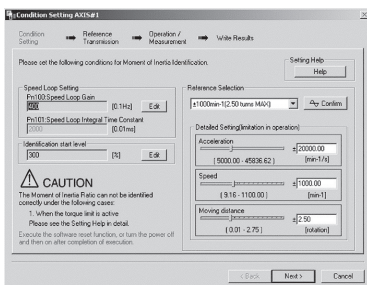 Condition Setting AXIS#1
Condition Setting
Reference Transmission
Operation / Measurement
Write Results
Please set the following conditions for Moment of Inertia Identification.
Setting Help
Help
Speed Loop Setting
Pn100:Speed Loop Gain
400 [0.1Hz] Edit
Pn101:Speed Loop Integral Time Constant
2000 [0.01ms]
Identification start level
300 [%] Edit
CAUTION
The Moment of Inertia Ratio can not be identified
correctly under the following cases:
1. When the torque limit is active
Please see the Setting Help in detail.
Execute the software reset function, or turn the power off
and then on after completion of execution.
Reference Selection
±1000min-1(2.50 turns MAX) Confirm
Detailed Setting(limitation in operation)
Acceleration
± 20000.00
( 5000.00 - 45836.62 ) [min-1/s]
Speed
± 1000.00
( 9.16 - 1100.00 ) [min-1]
Moving distance
± 2.50
( 0.01 - 2.75 ) [rotation]
< Back Next > Cancel